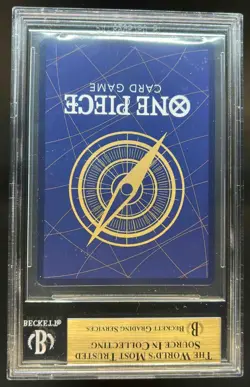 ONE PIECE
CARD GAME
BECKETT
B
THE WORLD'S MOST TRUSTED
SOURCE IN COLLECTING
BECKETT GRADING SERVICES
B